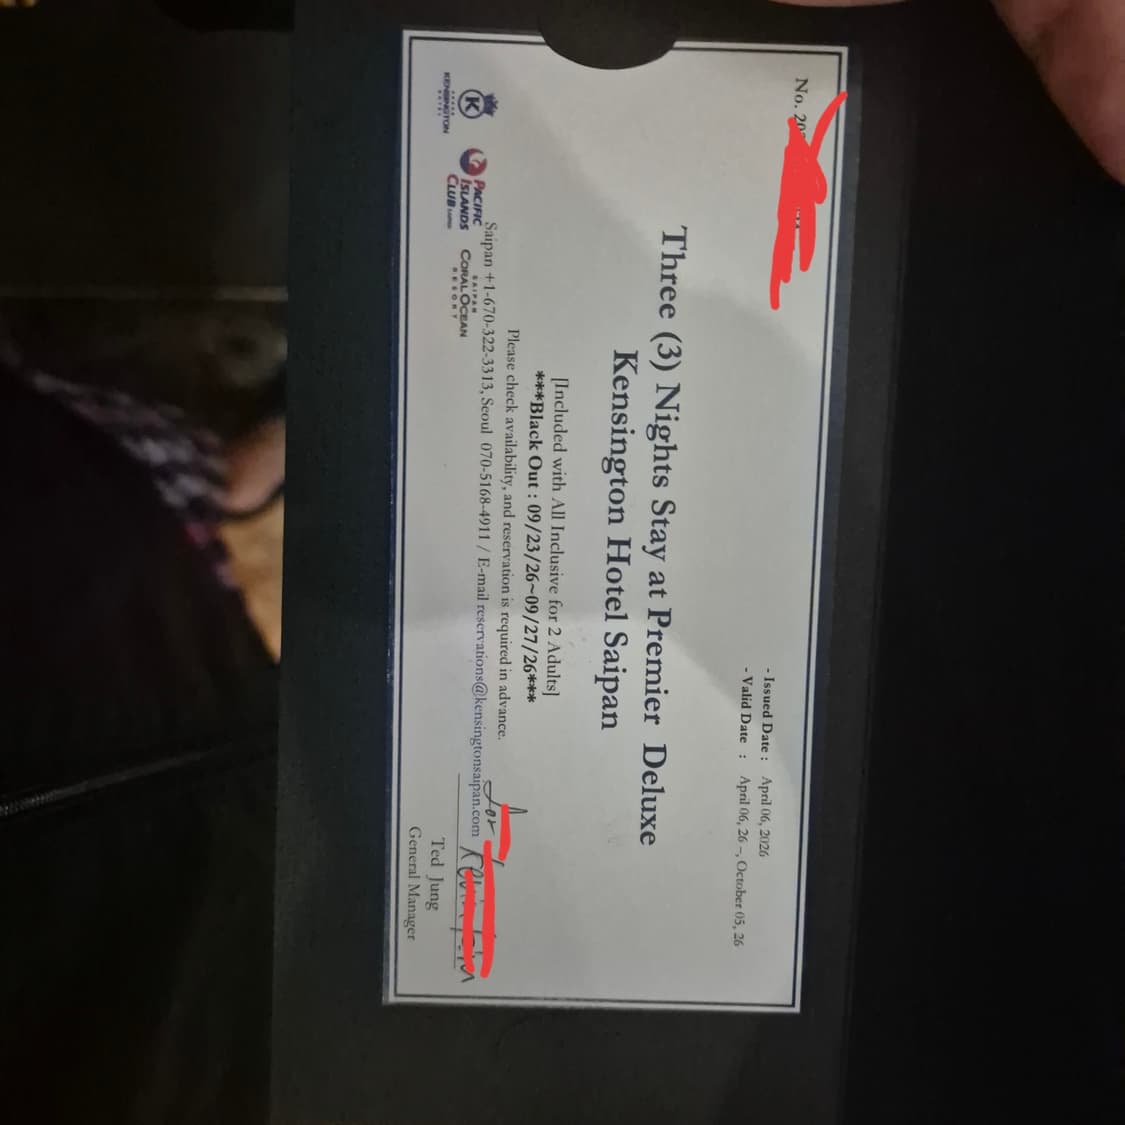 No. 20
- Issued Date : April 06, 2026
- Valid Date : April 06, 26 –, October 05, 26
Three (3) Nights Stay at Premier Deluxe
Kensington Hotel Saipan
[Included with All Inclusive for 2 Adults]
***Black Out : 09/23/26~09/27/26***
Please check availability, and reservation is required in advance.
Saipan +1-670-322-3313, Seoul 070-5168-4911 / E-mail reservations@kensingtonsaipan.com
for
Ted Jung
General Manager
K
KENSINGTON
PACIFIC
ISLANDS
CLUB
SAIPAN
CORAL OCEAN
RESORT